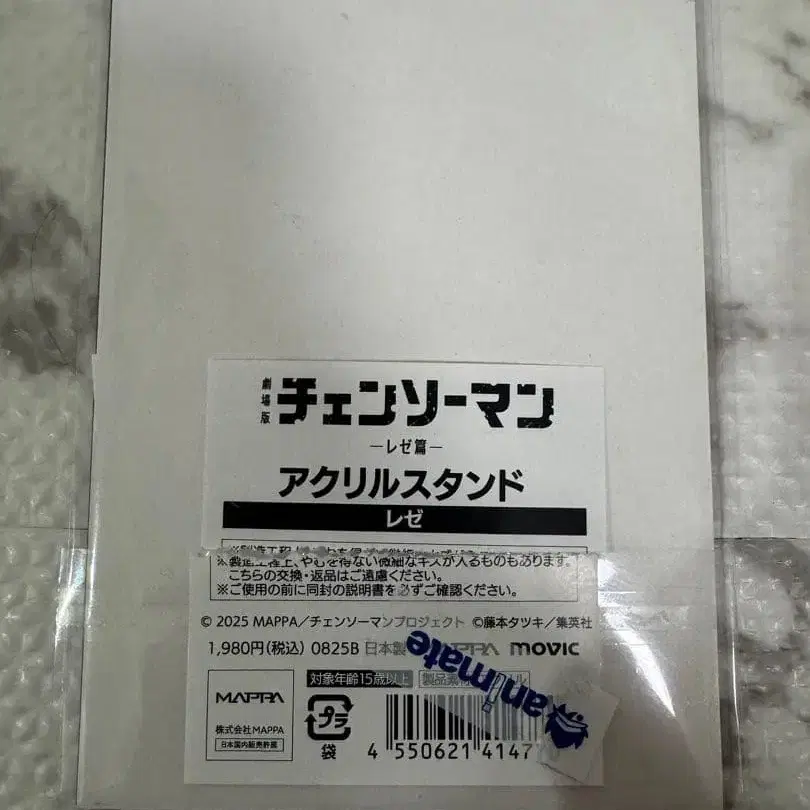 劇場版
チェンソーマン
—レゼ篇—
アクリルスタンド
レゼ
※製造工程上、やむを得ない微細なキズが入るものもあります。
こちらの交換・返品はご遠慮ください。
※ご使用の前に同封の説明書を必ずご確認ください。
© 2025 MAPPA／チェンソーマンプロジェクト ©藤本タツキ／集英社
1,980円(税込) 0825B 日本製 MAPPA movic
対象年齢15歳以上
animate
MAPPA
株式会社MAPPA
日本国内販売許諾
プラ
袋
4 550621 4147